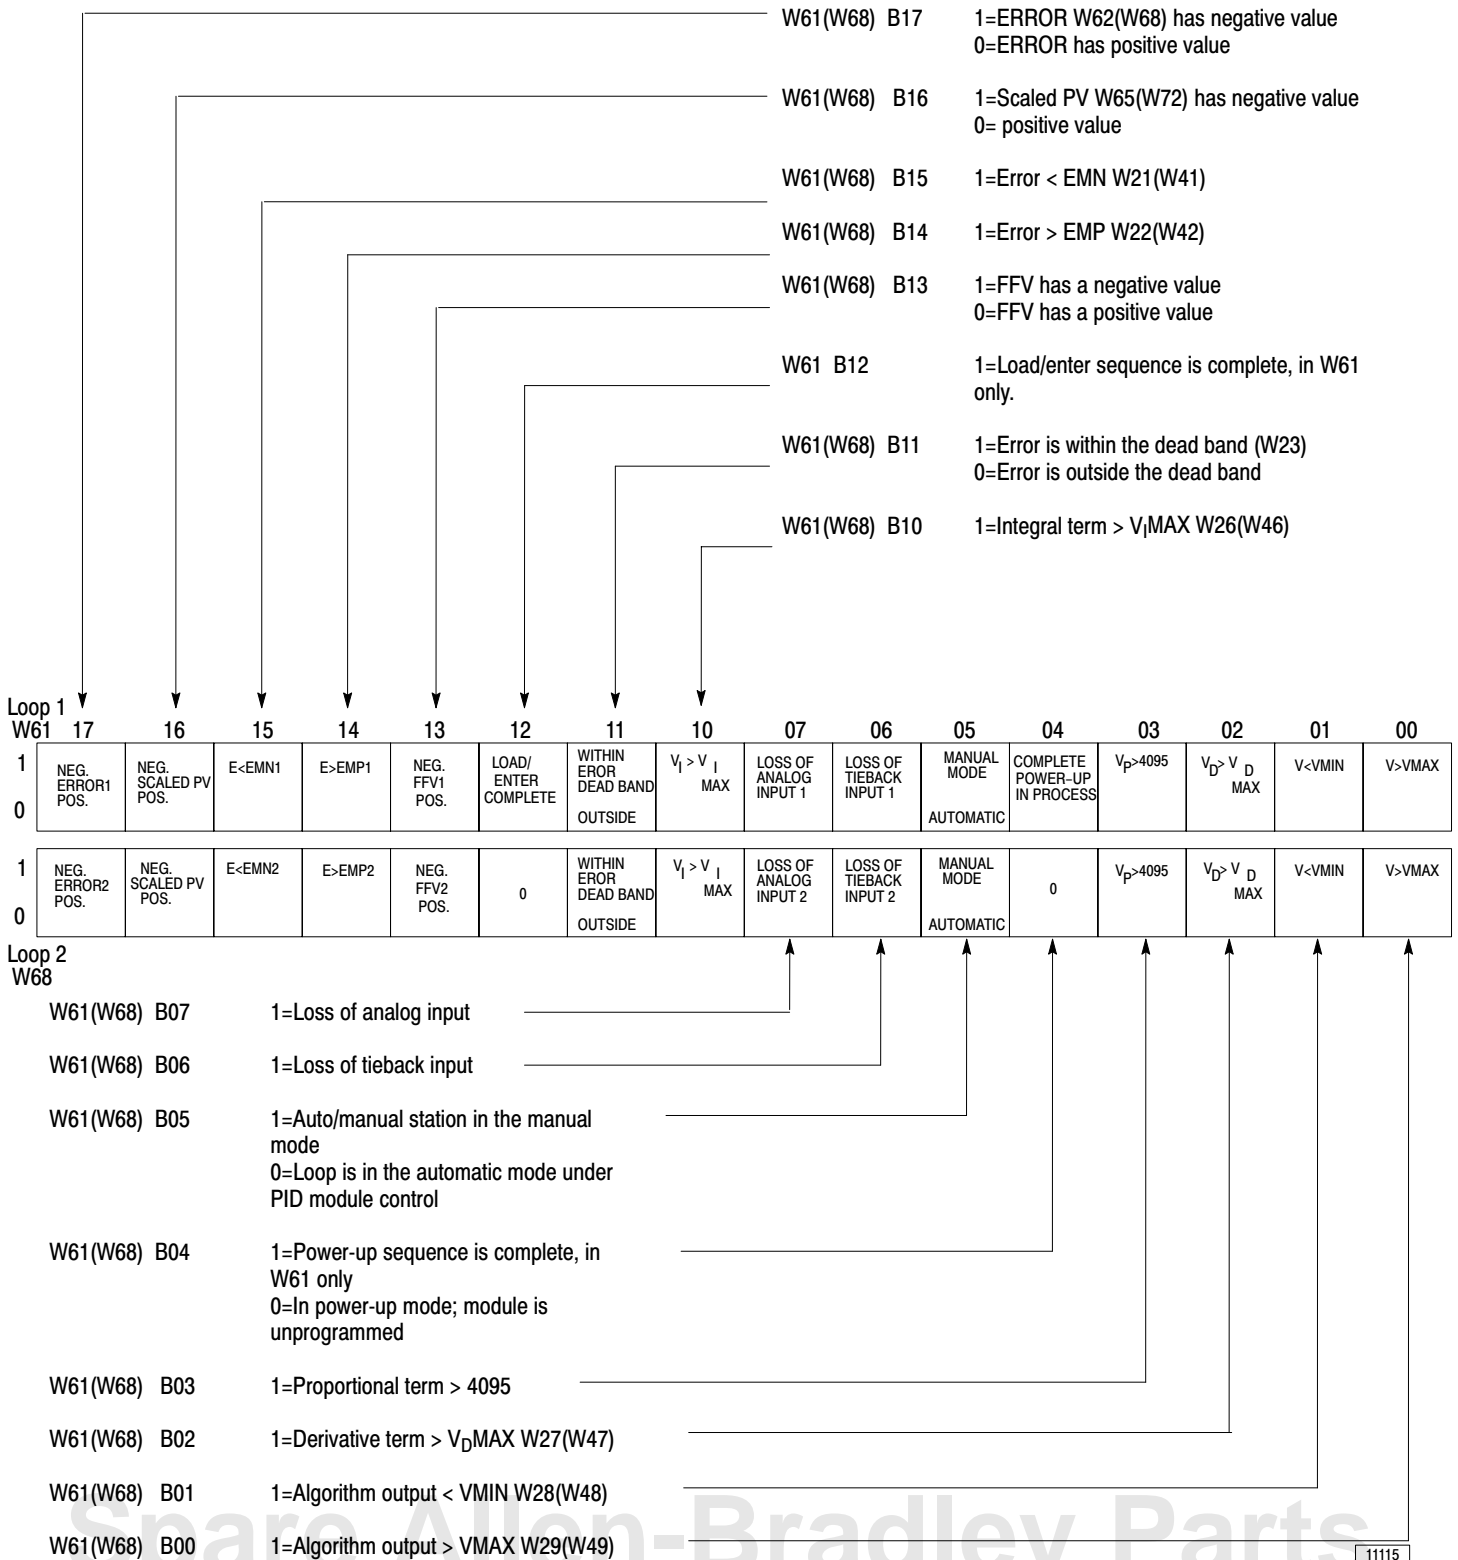 W61(W68) B17 1=ERROR W62(W68) has negative value
0=ERROR has positive value
W61(W68) B16 1=Scaled PV W65(W72) has negative value
0= positive value
W61(W68) B15 1=Error < EMN W21(W41)
W61(W68) B14 1=Error > EMP W22(W42)
W61(W68) B13 1=FFV has a negative value
0=FFV has a positive value
W61 B12 1=Load/enter sequence is complete, in W61
only.
W61(W68) B11 1=Error is within the dead band (W23)
0=Error is outside the dead band
W61(W68) B10 1=Integral term > VIMAX W26(W46)
Loop 1
W61 17 16 15 14 13 12 11 10 07 06 05 04 03 02 01 00
1
0
NEG.
ERROR1
POS.
NEG.
SCALED PV
POS.
E<EMN1
E>EMP1
NEG.
FFV1
POS.
LOAD/
ENTER
COMPLETE
WITHIN
EROR
DEAD BAND
OUTSIDE
VI > VI
MAX
LOSS OF
ANALOG
INPUT 1
LOSS OF
TIEBACK
INPUT 1
MANUAL
MODE
AUTOMATIC
COMPLETE
POWER-UP
IN PROCESS
VP>4095
VD> VD
MAX
V<VMIN
V>VMAX
1
0
NEG.
ERROR2
POS.
NEG.
SCALED PV
POS.
E<EMN2
E>EMP2
NEG.
FFV2
POS.
0
WITHIN
EROR
DEAD BAND
OUTSIDE
VI > VI
MAX
LOSS OF
ANALOG
INPUT 2
LOSS OF
TIEBACK
INPUT 2
MANUAL
MODE
AUTOMATIC
0
VP>4095
VD> VD
MAX
V<VMIN
V>VMAX
Loop 2
W68
W61(W68) B07 1=Loss of analog input
W61(W68) B06 1=Loss of tieback input
W61(W68) B05 1=Auto/manual station in the manual
mode
0=Loop is in the automatic mode under
PID module control
W61(W68) B04 1=Power-up sequence is complete, in
W61 only
0=In power-up mode; module is
unprogrammed
W61(W68) B03 1=Proportional term > 4095
W61(W68) B02 1=Derivative term > VDMAX W27(W47)
W61(W68) B01 1=Algorithm output < VMIN W28(W48)
W61(W68) B00 1=Algorithm output > VMAX W29(W49)
Spare Allen-Bradley Parts
11115